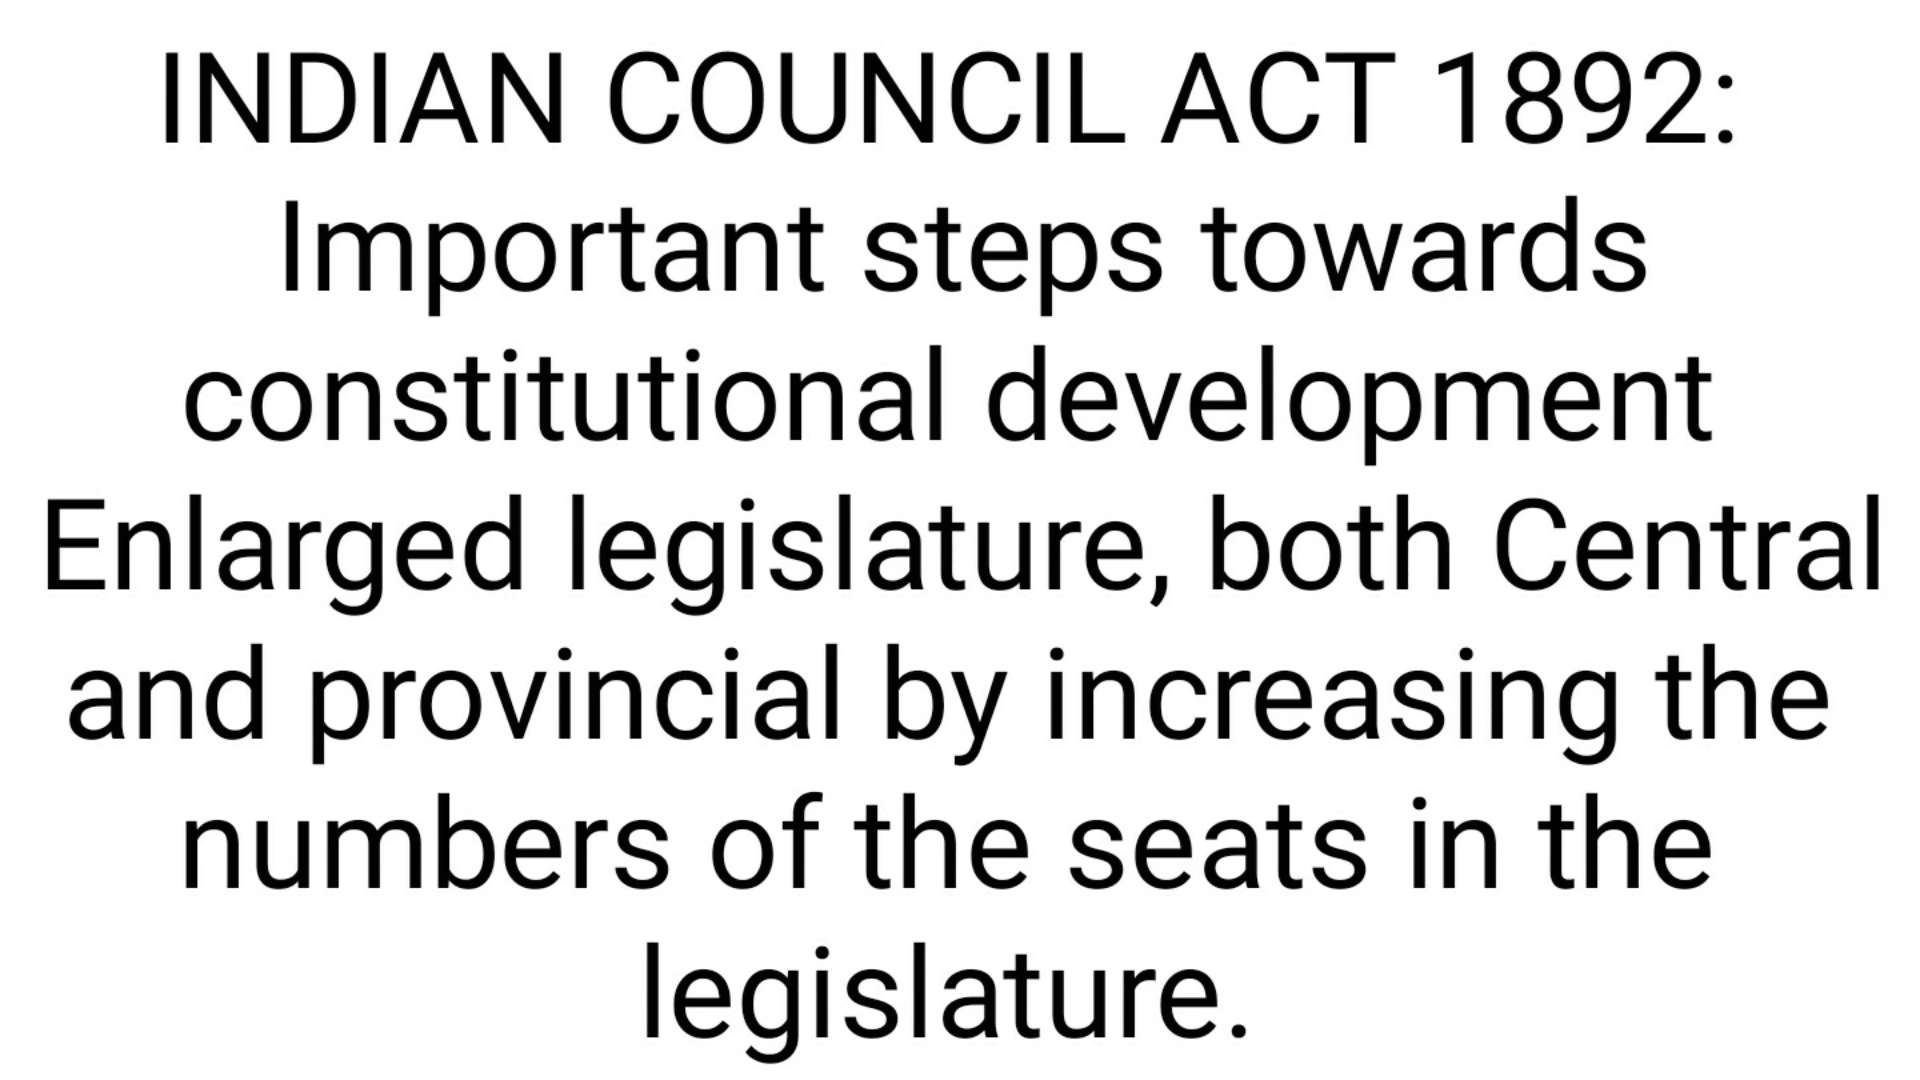 INDIAN COUNCIL ACT 1892:
Important steps towards
constitutional development
Enlarged legislature, both Central
and provincial by increasing the
numbers of the seats in the
legislature.